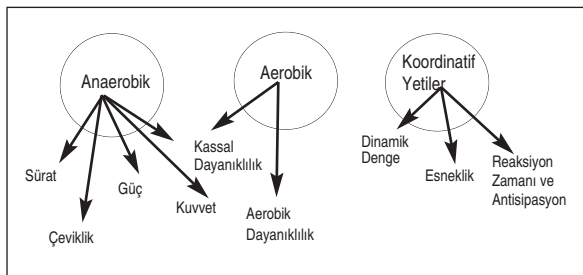 Anaerobik
Aerobik
Koordinatif
Yetiler
Sürat
Çeviklik
Güç
Kuvvet
Kassal
Dayanıklılık
Aerobik
Dayanıklılık
Dinamik
Denge
Esneklik
Reaksiyon
Zamanı ve
Antisipasyon